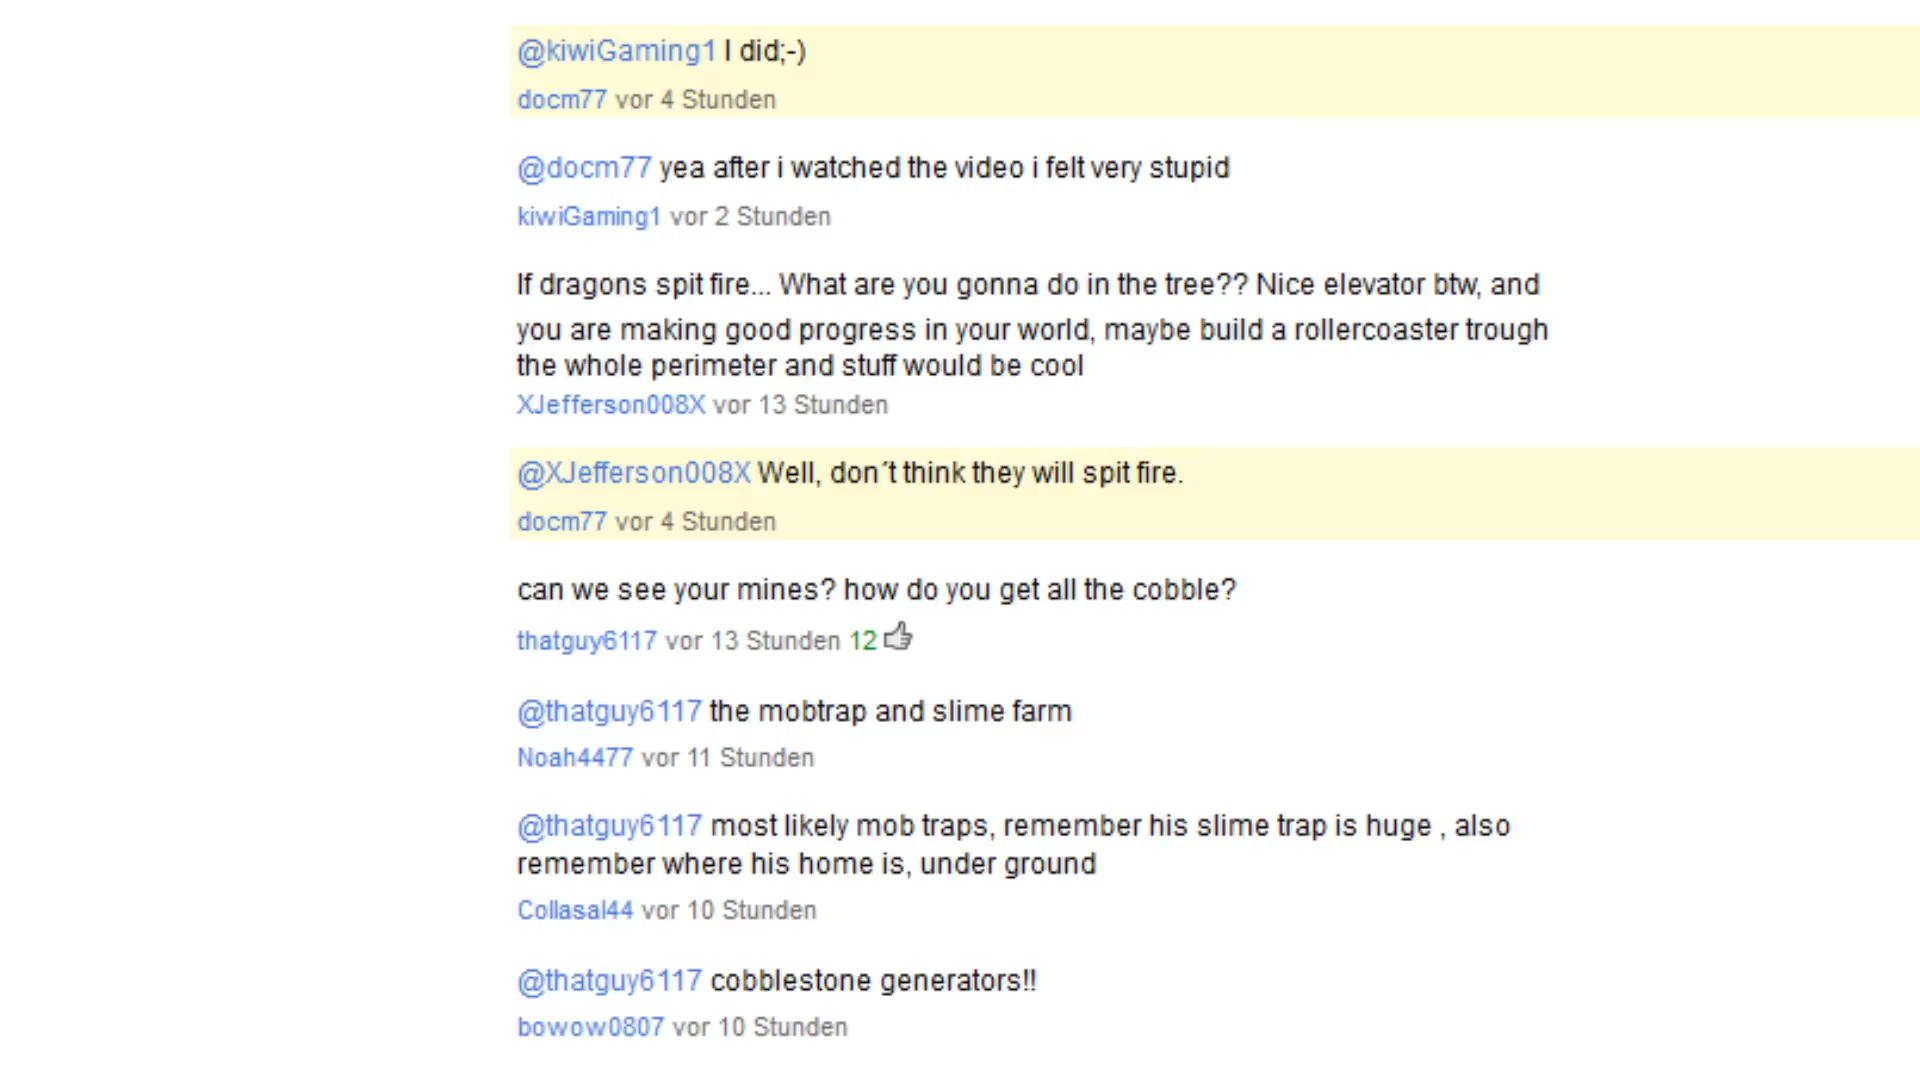 @kiwiGaming1 I did;-)
docm77 vor 4 Stunden
@docm77 yea after i watched the video i felt very stupid
kiwiGaming1 vor 2 Stunden
If dragons spit fire... What are you gonna do in the tree?? Nice elevator btw, and
you are making good progress in your world, maybe build a rollercoaster trough
the whole perimeter and stuff would be cool
XJefferson008X vor 13 Stunden
@XJefferson008X Well, don´t think they will spit fire.
docm77 vor 4 Stunden
can we see your mines? how do you get all the cobble?
thatguy6117 vor 13 Stunden 12
@thatguy6117 the mobtrap and slime farm
Noah4477 vor 11 Stunden
@thatguy6117 most likely mob traps, remember his slime trap is huge , also
remember where his home is, under ground
Collasal44 vor 10 Stunden
@thatguy6117 cobblestone generators!!
bowow0807 vor 10 Stunden